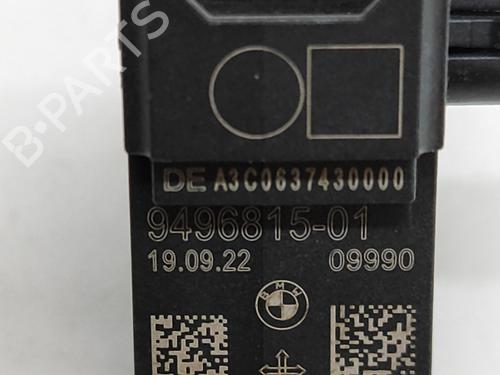 B-PARTS
DE A3C0637430000
9496815-01
19.09.22 09990
BMW